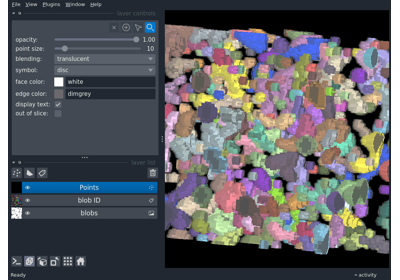 File View Plugins Window Help
layer controls
opacity: 1.00
point size: 10
blending: translucent
symbol: disc
face color: white
edge color: dimgrey
display text:
out of slice:
layer list
Points
blob ID
blobs
Ready activity